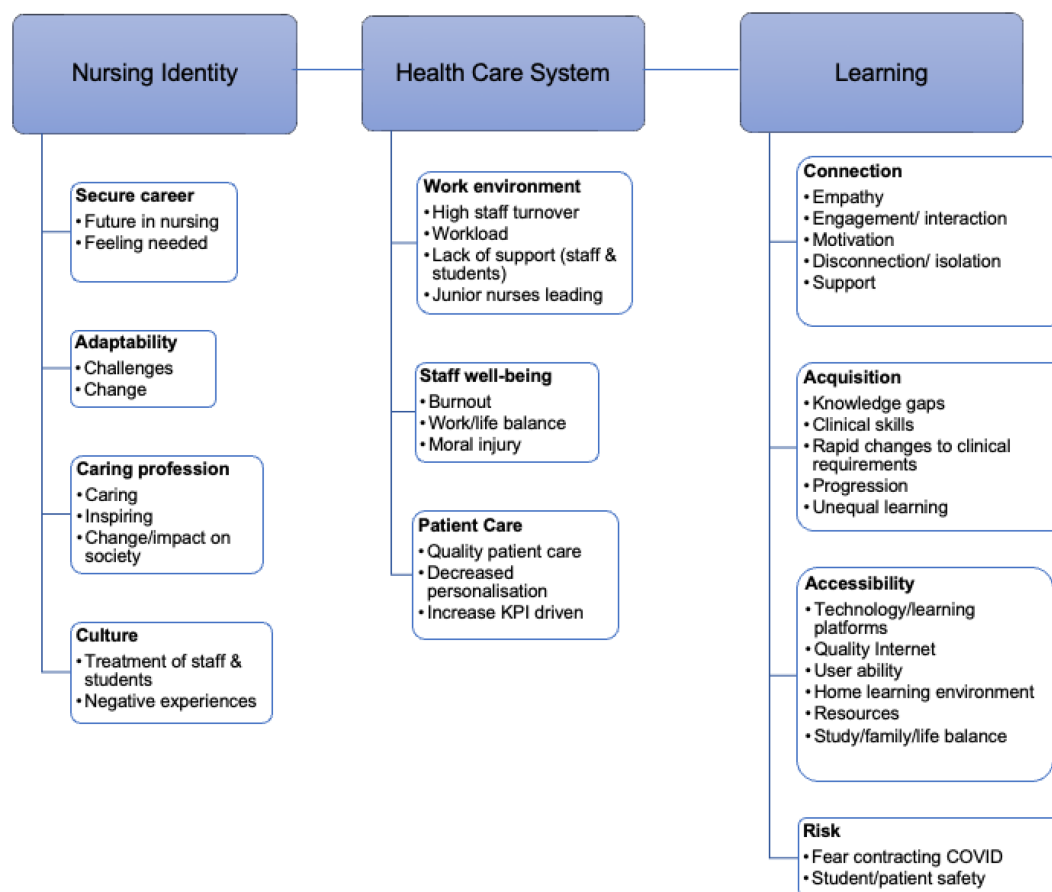 Nursing Identity
Secure career
• Future in nursing
• Feeling needed
Adaptability
• Challenges
• Change
Caring profession
• Caring
• Inspiring
• Change/impact on
society
Culture
• Treatment of staff &
students
• Negative experiences
Health Care System
Work environment
• High staff turnover
• Workload
• Lack of support (staff &
students)
• Junior nurses leading
Staff well-being
• Burnout
• Work/life balance
• Moral injury
Patient Care
• Quality patient care
• Decreased
personalisation
• Increase KPI driven
Learning
Connection
• Empathy
• Engagement/ interaction
• Motivation
• Disconnection/ isolation
• Support
Acquisition
• Knowledge gaps
• Clinical skills
• Rapid changes to clinical
requirements
• Progression
• Unequal learning
Accessibility
• Technology/learning
platforms
• Quality Internet
• User ability
• Home learning environment
• Resources
• Study/family/life balance
Risk
• Fear contracting COVID
• Student/patient safety